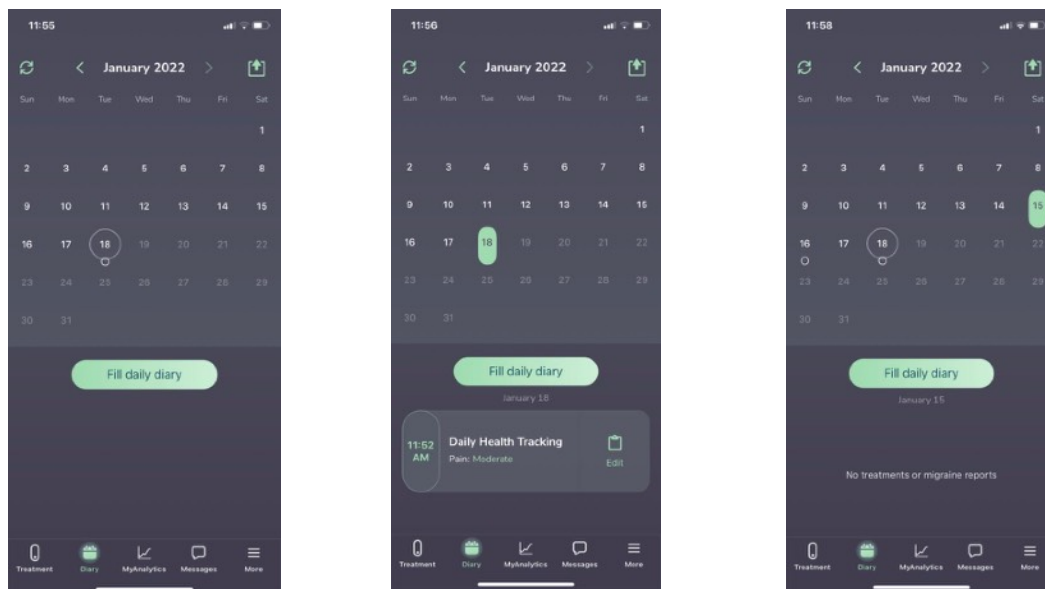 11:55
January 2022
Sun Mon Tue Wed Thu Fri Sat
1
2 3 4 5 6 7 8
9 10 11 12 13 14 15
16 17 18 19 20 21 22
23 24 25 26 27 28 29
30 31
Fill daily diary
Treatment Diary MyAnalytics Messages More
11:56
January 2022
Sun Mon Tue Wed Thu Fri Sat
1
2 3 4 5 6 7 8
9 10 11 12 13 14 15
16 17 18 19 20 21 22
23 24 25 26 27 28 29
30 31
Fill daily diary
January 18
11:52 AM
Daily Health Tracking
Pain: Moderate
Edit
Treatment Diary MyAnalytics Messages More
11:58
January 2022
Sun Mon Tue Wed Thu Fri Sat
1
2 3 4 5 6 7 8
9 10 11 12 13 14 15
16 17 18 19 20 21 22
23 24 25 26 27 28 29
30 31
Fill daily diary
January 15
No treatments or migraine reports
Treatment Diary MyAnalytics Messages More